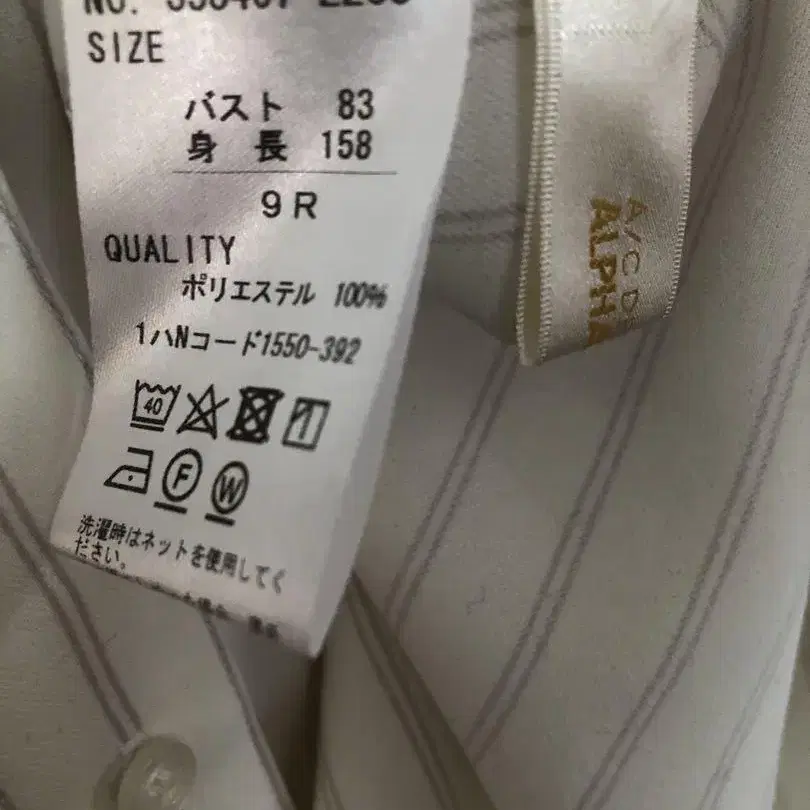 SIZE
バスト 83
身長 158
9R
QUALITY
ポリエステル 100%
1ハNコード1550-392
40
F
W
洗濯時はネットを使用してく
ださい。
A/C D
ALPHA